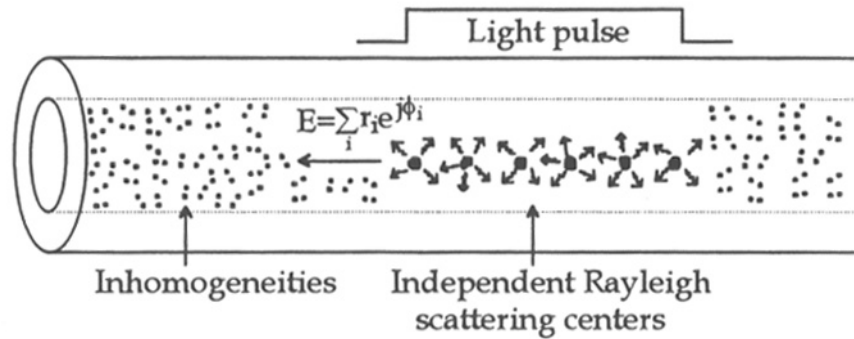 Light pulse
E=∑ᵢ rᵢe^{jϕᵢ}
Inhomogeneities
Independent Rayleigh
scattering centers